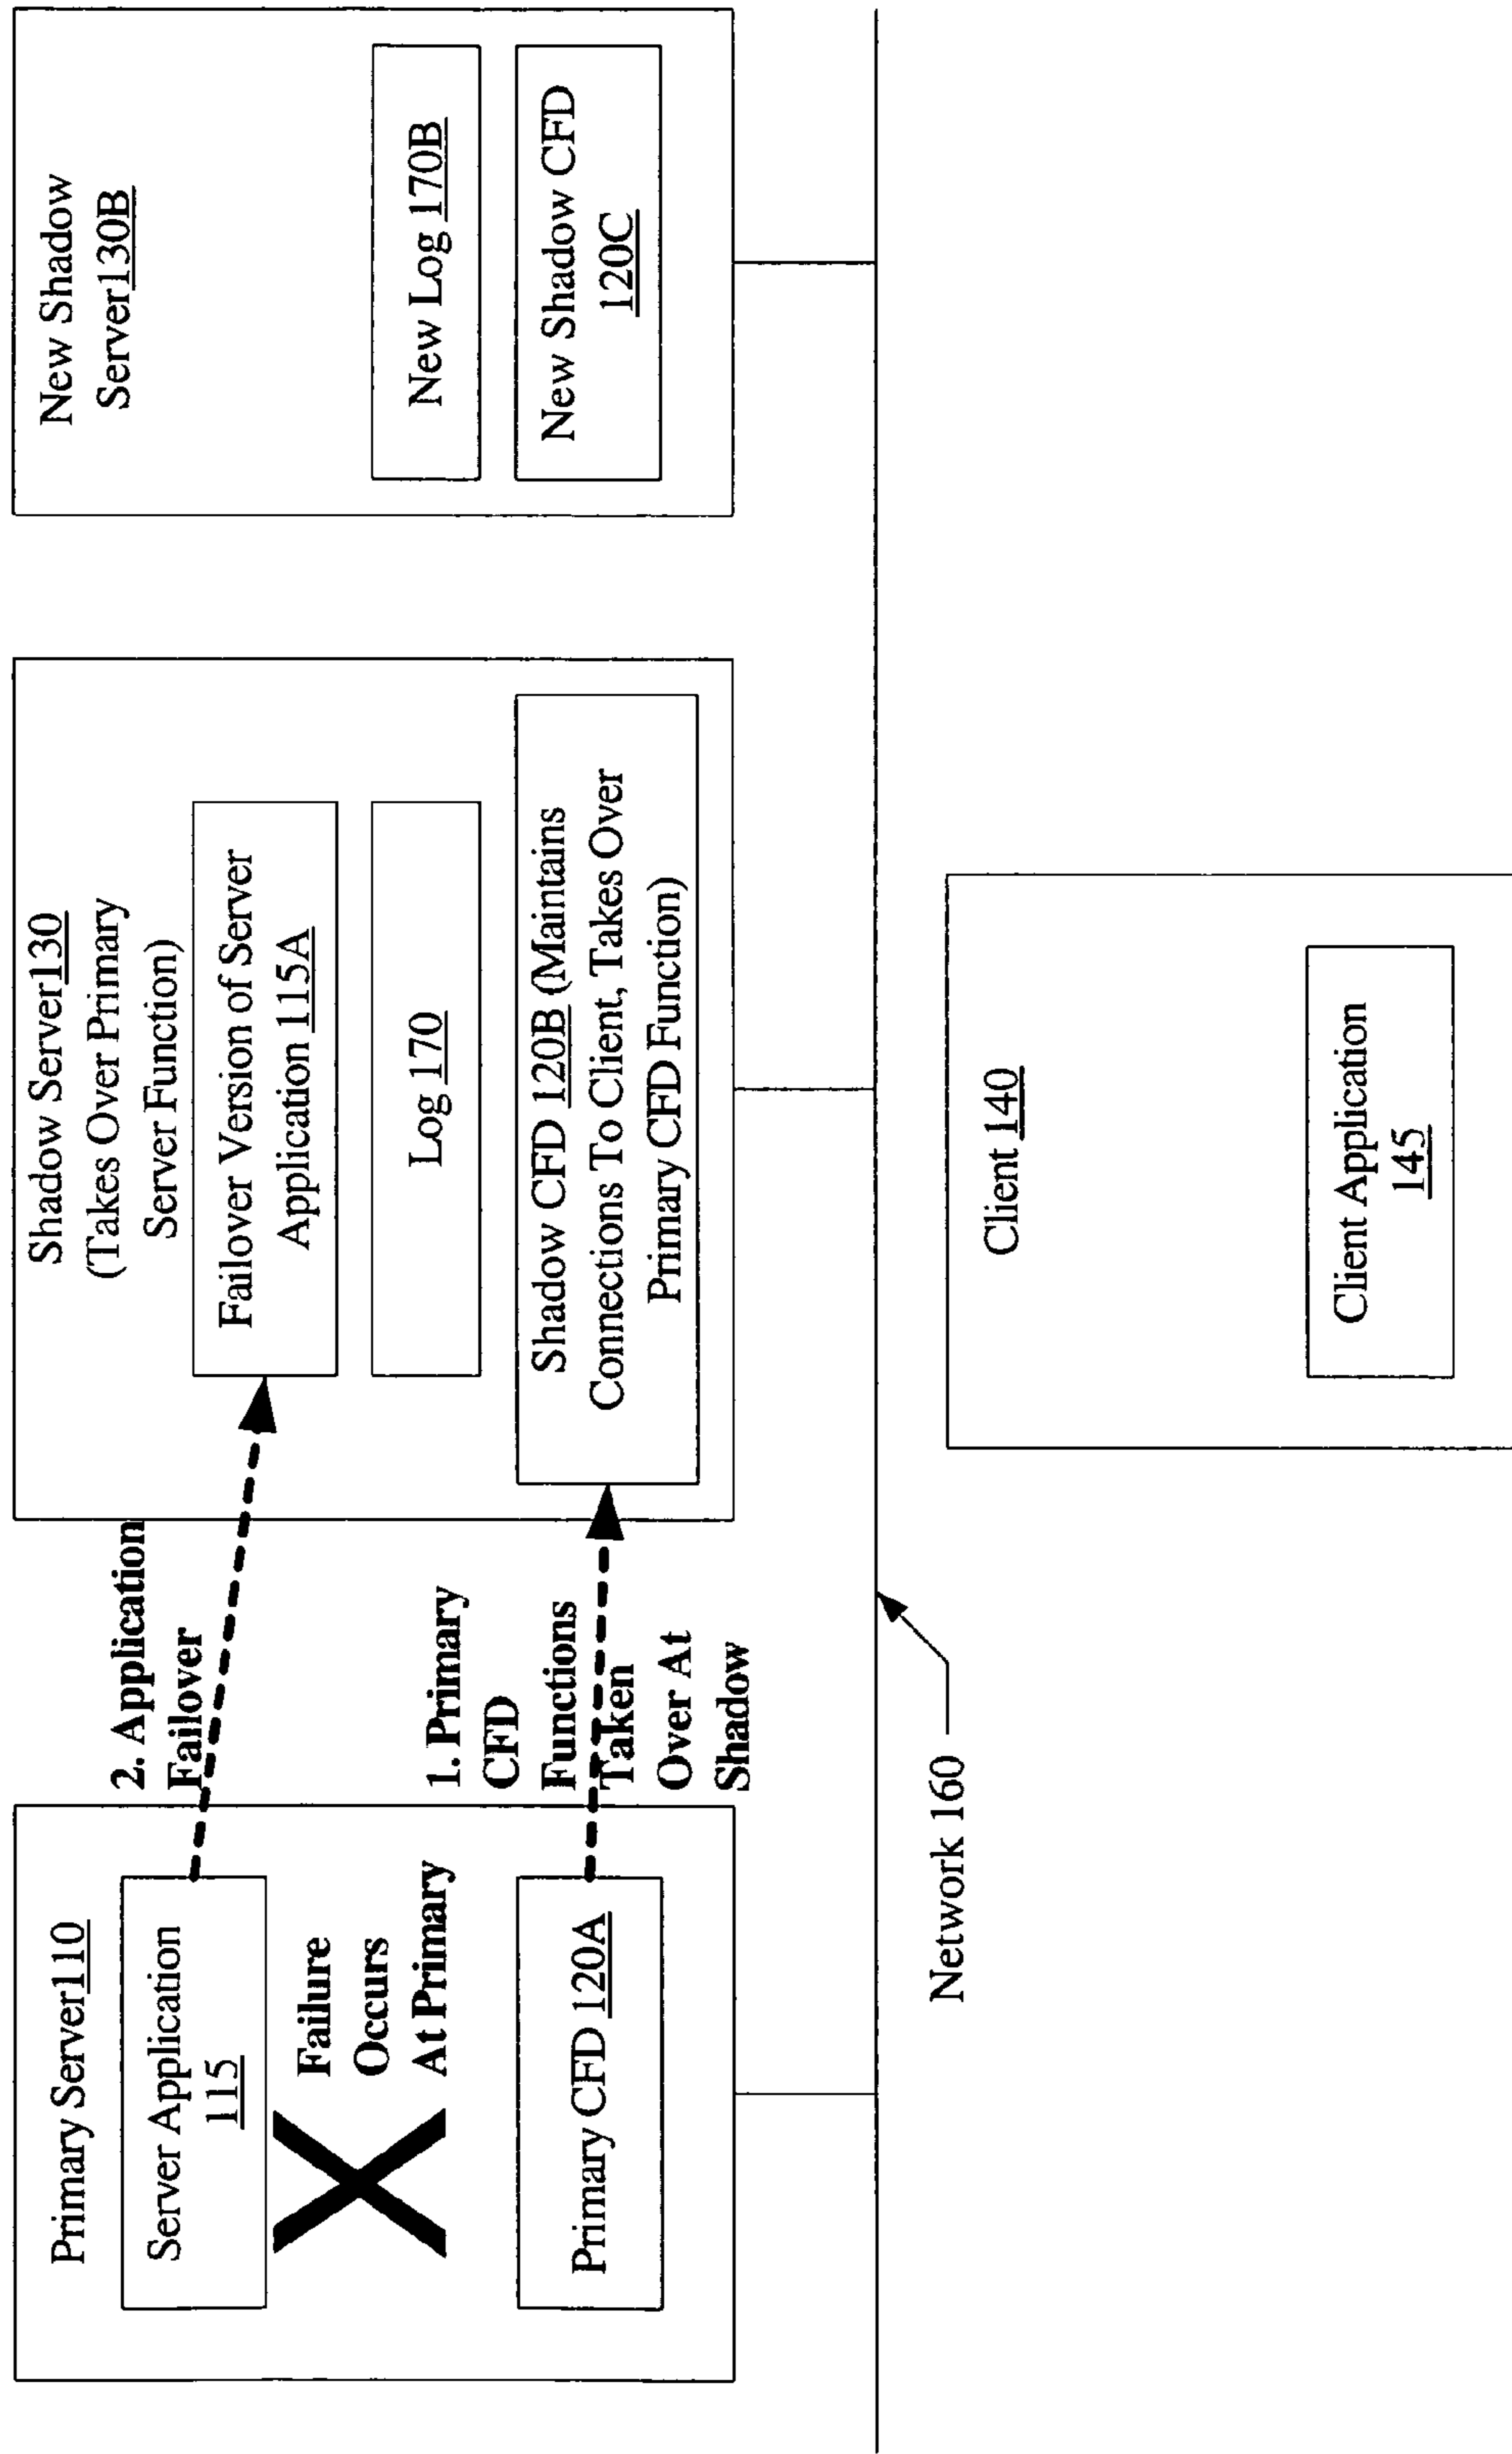 Primary Server110
Server Application
115
Failure
Occurs
At Primary
Primary CFD 120A
2. Application
Failover
1. Primary
CFD
Functions
Taken
Over At
Shadow
Shadow Server130
(Takes Over Primary
Server Function)
Failover Version of Server
Application 115A
Log 170
Shadow CFD 120B (Maintains
Connections To Client, Takes Over
Primary CFD Function)
New Shadow
Server130B
New Log 170B
New Shadow CFD
120C
Network 160
Client 140
Client Application
145